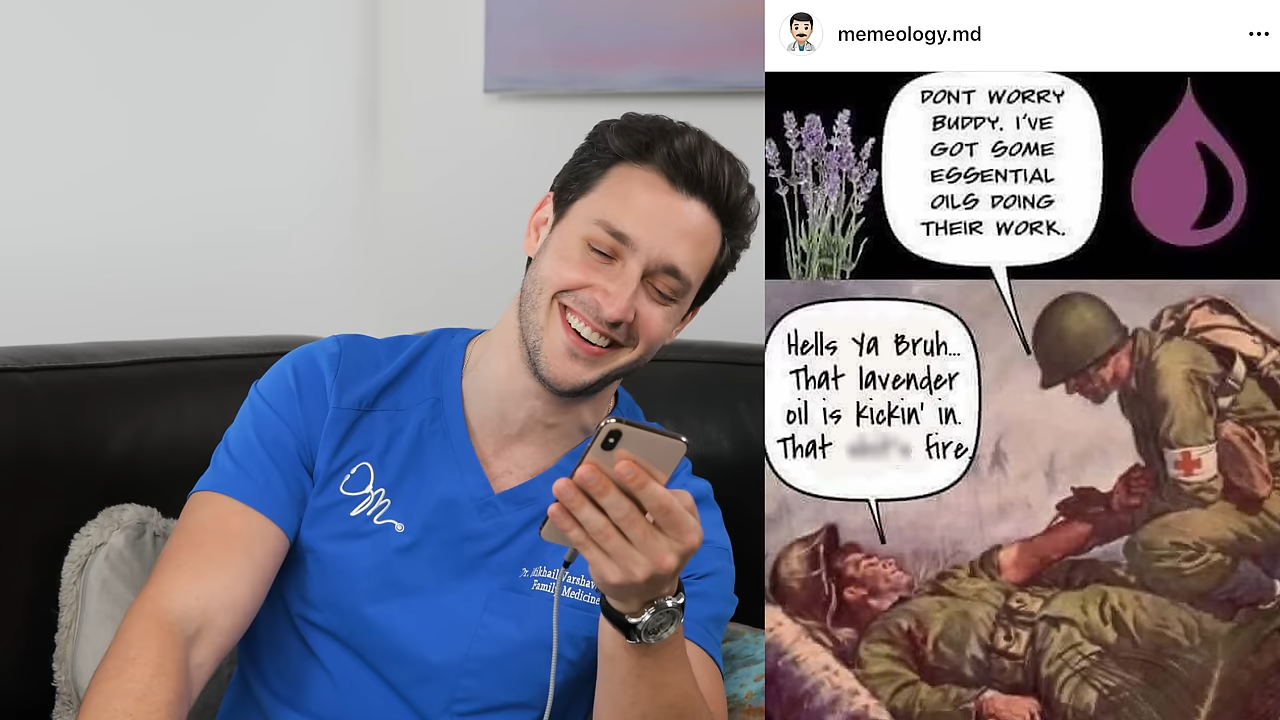 memeology.md
DONT WORRY
BUDDY. I'VE
GOT SOME
ESSENTIAL
OILS DOING
THEIR WORK.
Hells Ya Bruh...
That lavender
oil is kickin' in.
That fire.
Family Medicine